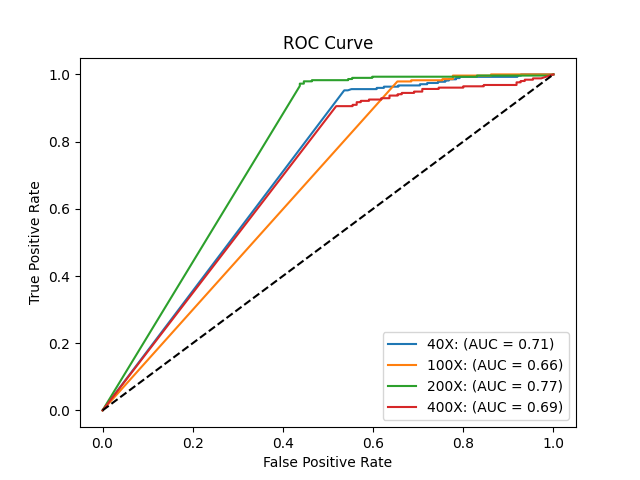 ROC Curve
True Positive Rate
1.0
0.8
0.6
0.4
0.2
0.0
0.0 0.2 0.4 0.6 0.8 1.0
False Positive Rate
40X: (AUC = 0.71)
100X: (AUC = 0.66)
200X: (AUC = 0.77)
400X: (AUC = 0.69)